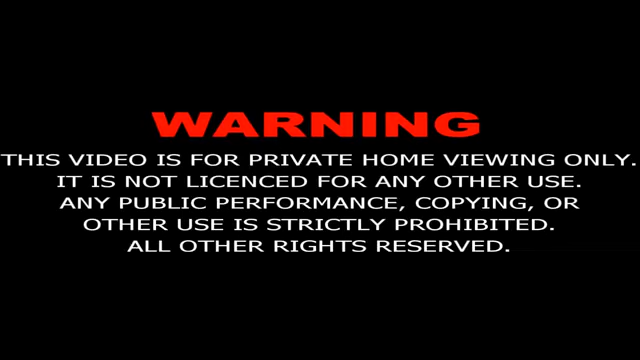 WARNING
THIS VIDEO IS FOR PRIVATE HOME VIEWING ONLY.
IT IS NOT LICENCED FOR ANY OTHER USE.
ANY PUBLIC PERFORMANCE, COPYING, OR
OTHER USE IS STRICTLY PROHIBITED.
ALL OTHER RIGHTS RESERVED.